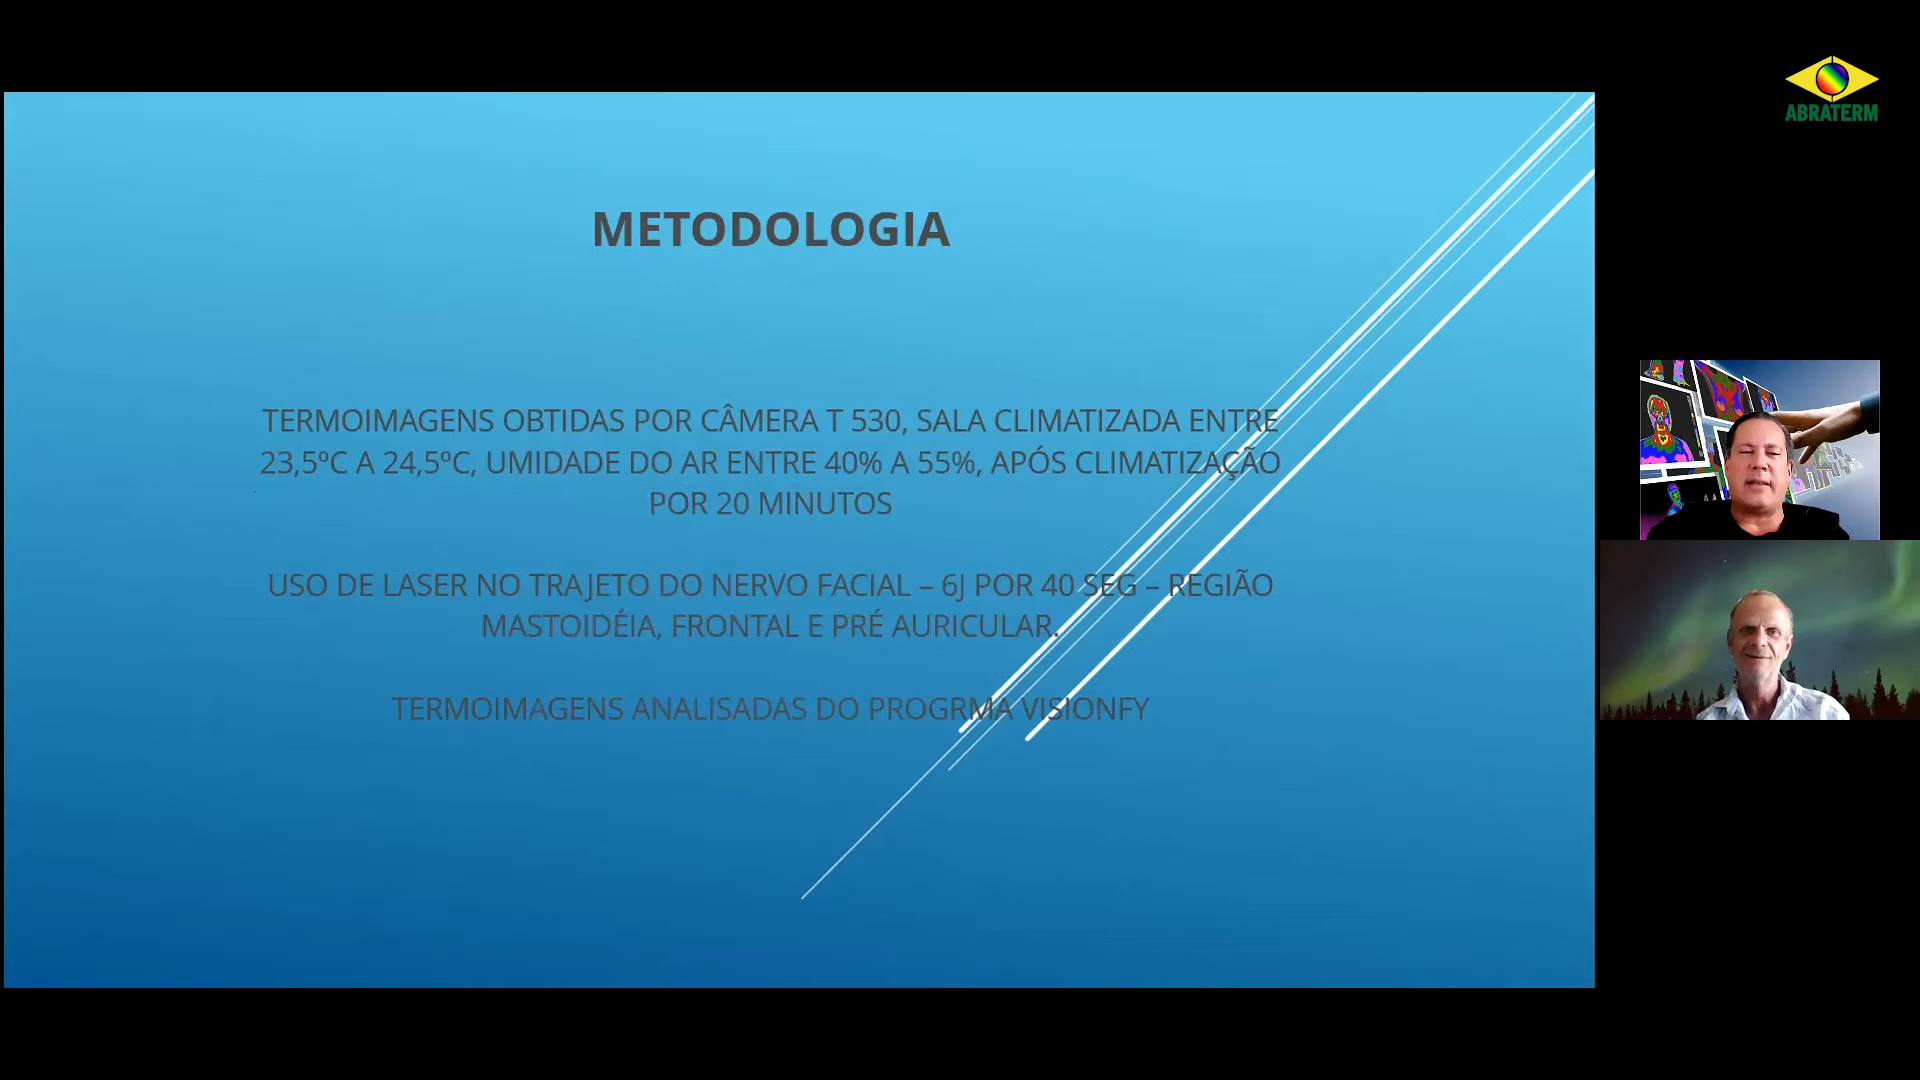 METODOLOGIA
TERMOIMAGENS OBTIDAS POR CÂMERA T 530, SALA CLIMATIZADA ENTRE
23,5ºC A 24,5ºC, UMIDADE DO AR ENTRE 40% A 55%, APÓS CLIMATIZAÇÃO
POR 20 MINUTOS
USO DE LASER NO TRAJETO DO NERVO FACIAL – 6J POR 40 SEG – REGIÃO
MASTOIDÉIA, FRONTAL E PRÉ AURICULAR.
TERMOIMAGENS ANALISADAS DO PROGRMA VISIONFY
ABRATERM